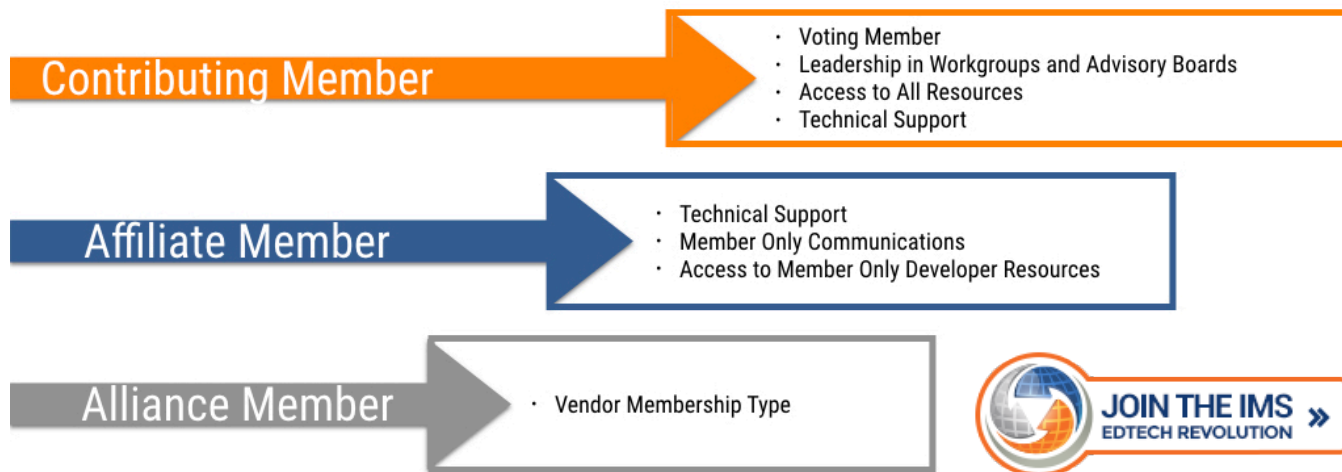 Contributing Member
· Voting Member
· Leadership in Workgroups and Advisory Boards
· Access to All Resources
· Technical Support
Affiliate Member
· Technical Support
· Member Only Communications
· Access to Member Only Developer Resources
Alliance Member
· Vendor Membership Type
JOIN THE IMS »
EDTECH REVOLUTION